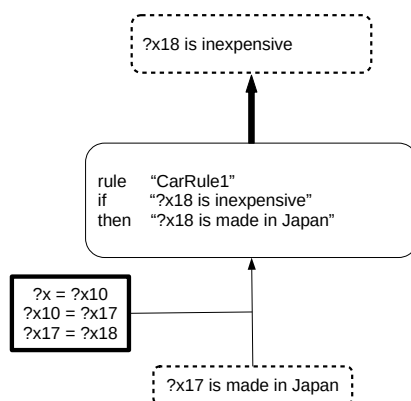 ?x18 is inexpensive
rule “CarRule1”
if “?x18 is inexpensive”
then “?x18 is made in Japan”
?x = ?x10
?x10 = ?x17
?x17 = ?x18
?x17 is made in Japan